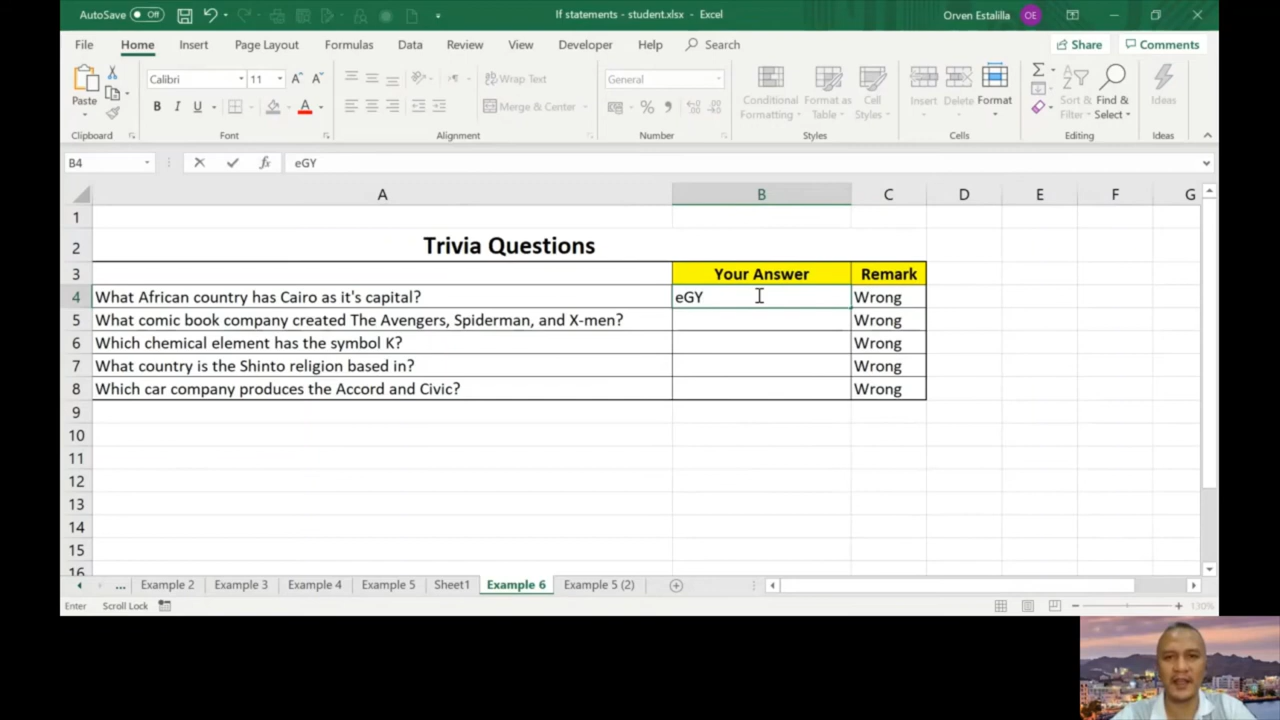 AutoSave Off If statements - student.xlsx - Excel Orven Estalilla OE
File Home Insert Page Layout Formulas Data Review View Developer Help Search Share Comments
Calibri 11 A A Wrap Text General
Paste B I U A Merge & Center % , Conditional Formatting Format as Table Cell Styles Insert Delete Format Sort & Filter Find & Select Ideas
Clipboard Font Alignment Number Styles Cells Editing Ideas
B4 fx eGY
A B C D E F G
1
2 Trivia Questions
3 Your Answer Remark
4 What African country has Cairo as it's capital? eGY Wrong
5 What comic book company created The Avengers, Spiderman, and X-men? Wrong
6 Which chemical element has the symbol K? Wrong
7 What country is the Shinto religion based in? Wrong
8 Which car company produces the Accord and Civic? Wrong
9
10
11
12
13
14
15
16
... Example 2 Example 3 Example 4 Example 5 Sheet1 Example 6 Example 5 (2)
Enter Scroll Lock 130%